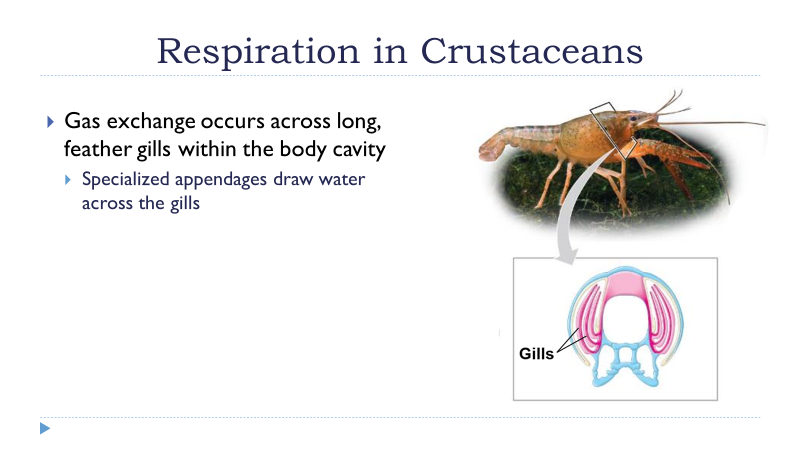 Respiration in Crustaceans
Gas exchange occurs across long,
feather gills within the body cavity
Specialized appendages draw water
across the gills
Gills